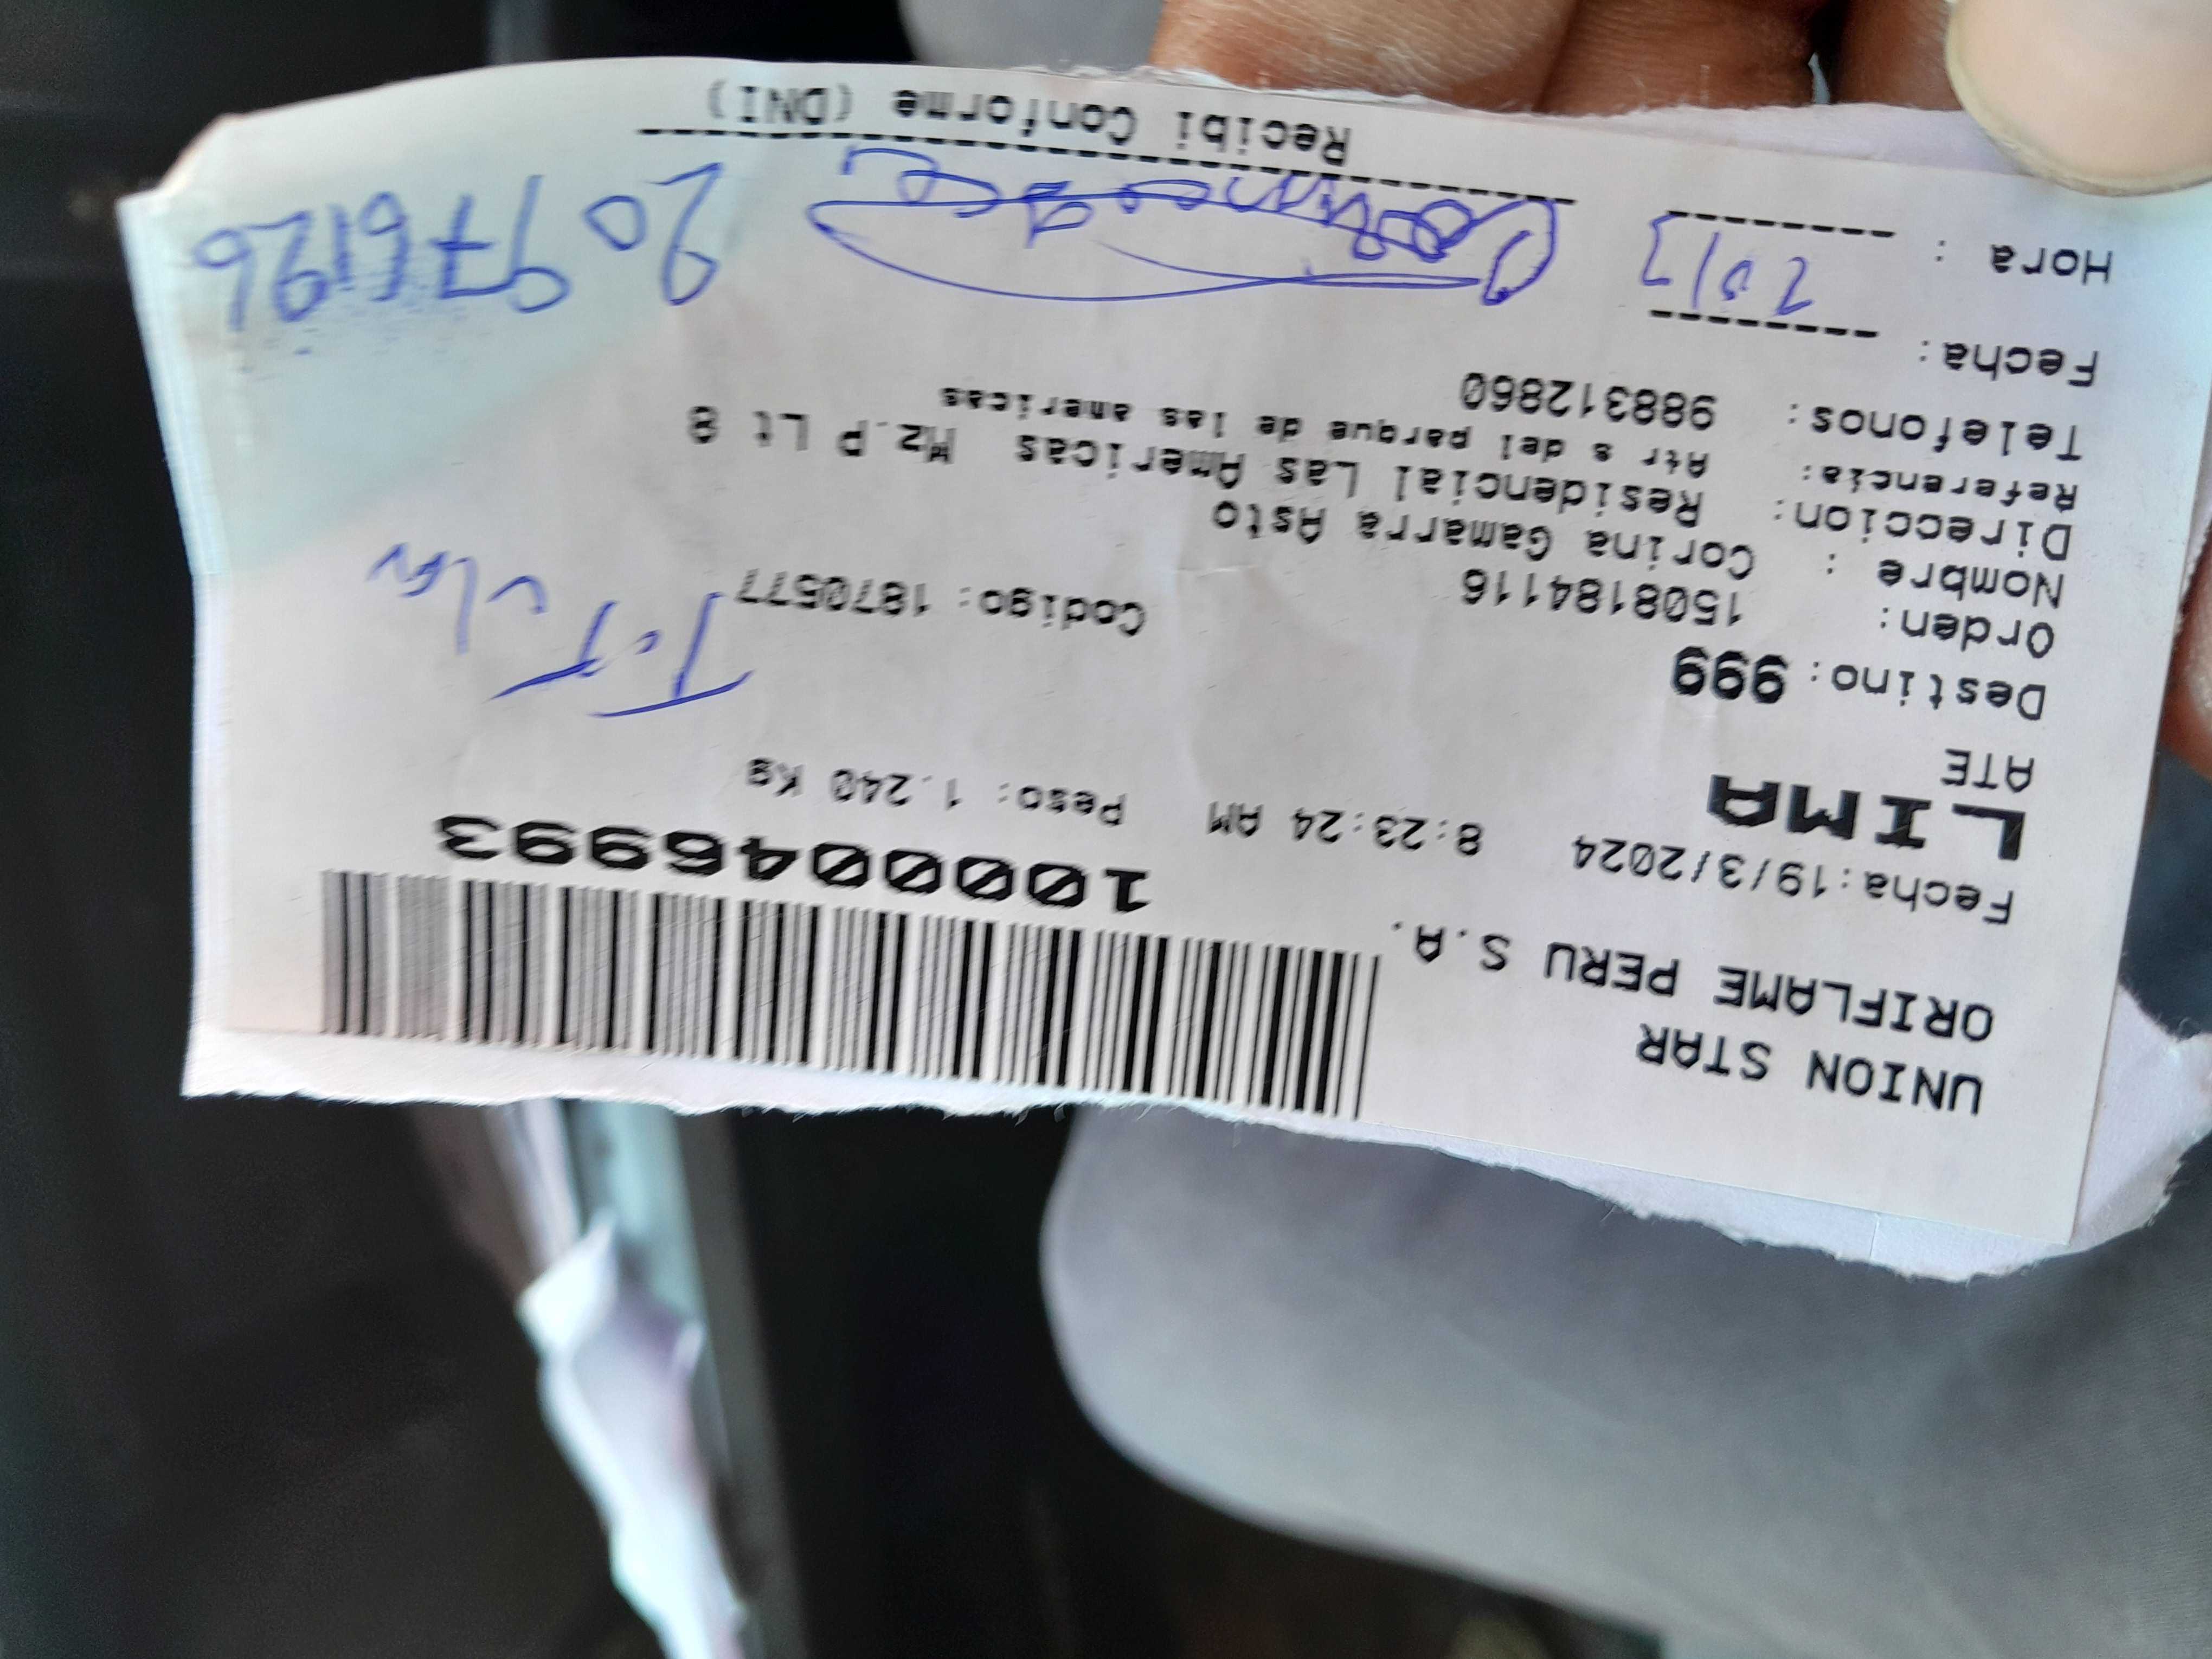 UNION STAR
ORIFLAME PERU S.A.
1000046993
Fecha:19/3/2024 8:23:24 AM Peso: 1.240 Kg
LIMA
ATE
Destino: 999
Orden: 1508184116 Codigo: 1870577
Nombre : Corina Gamarra Asto
Direccion: Residencial Las Americas Mz.P Lt 8
Referencia: Atr s del parque de las americas
Telefonos: 988312860
Fecha:
Hora :
Recibi Conforme (DNI)